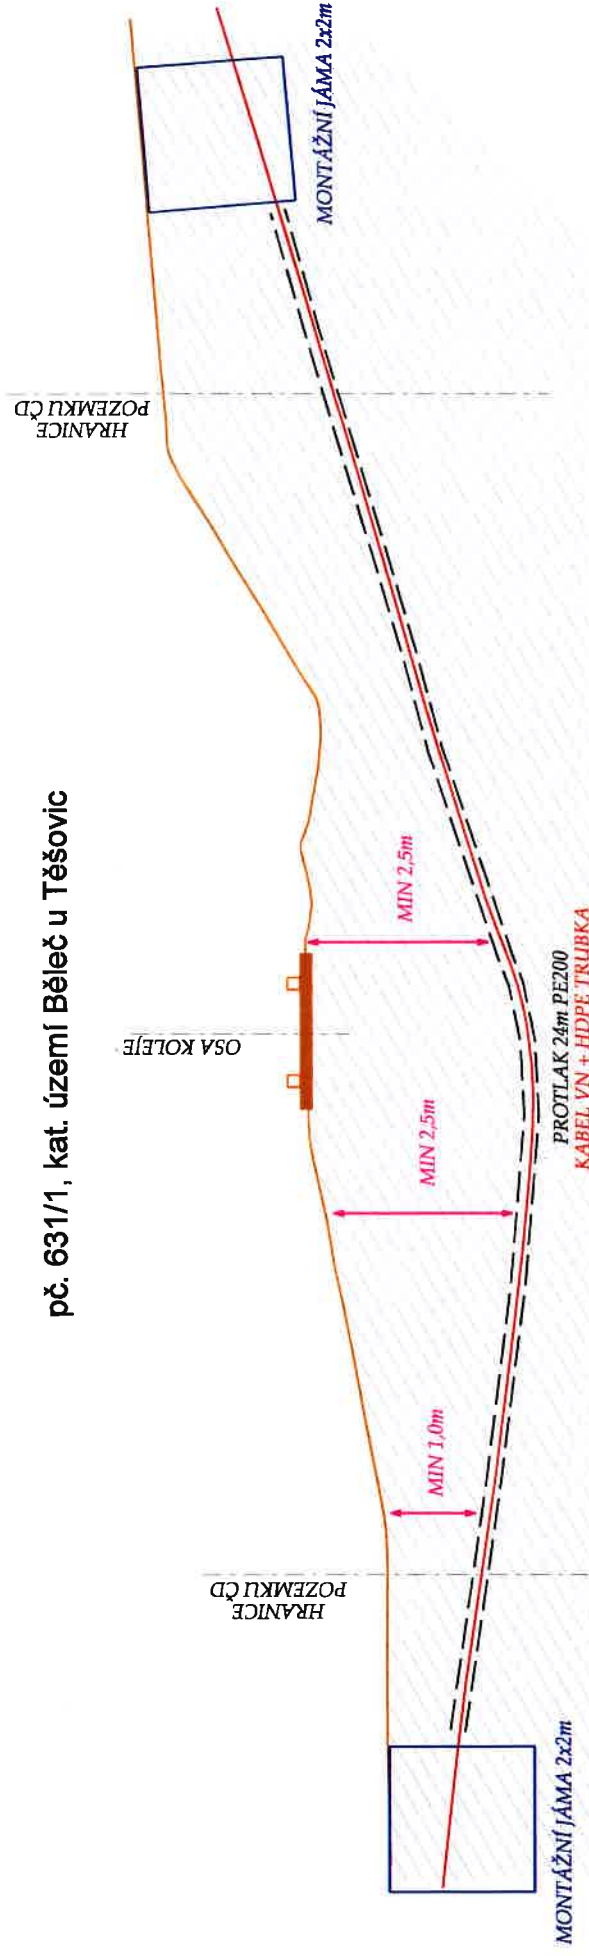 pč. 631/1, kat. území Běleč u Těšovic
MONTÁŽNÍ JÁMA 2x2m
HRANICE
POZEMKU ČD
MIN 1,0m
MIN 2,5m
OSA KOLEJE
MIN 2,5m
HRANICE
POZEMKU ČD
MONTÁŽNÍ JÁMA 2x2m
PROTLAK 24m PE200
KABEL VN + HDPE TRUBKA